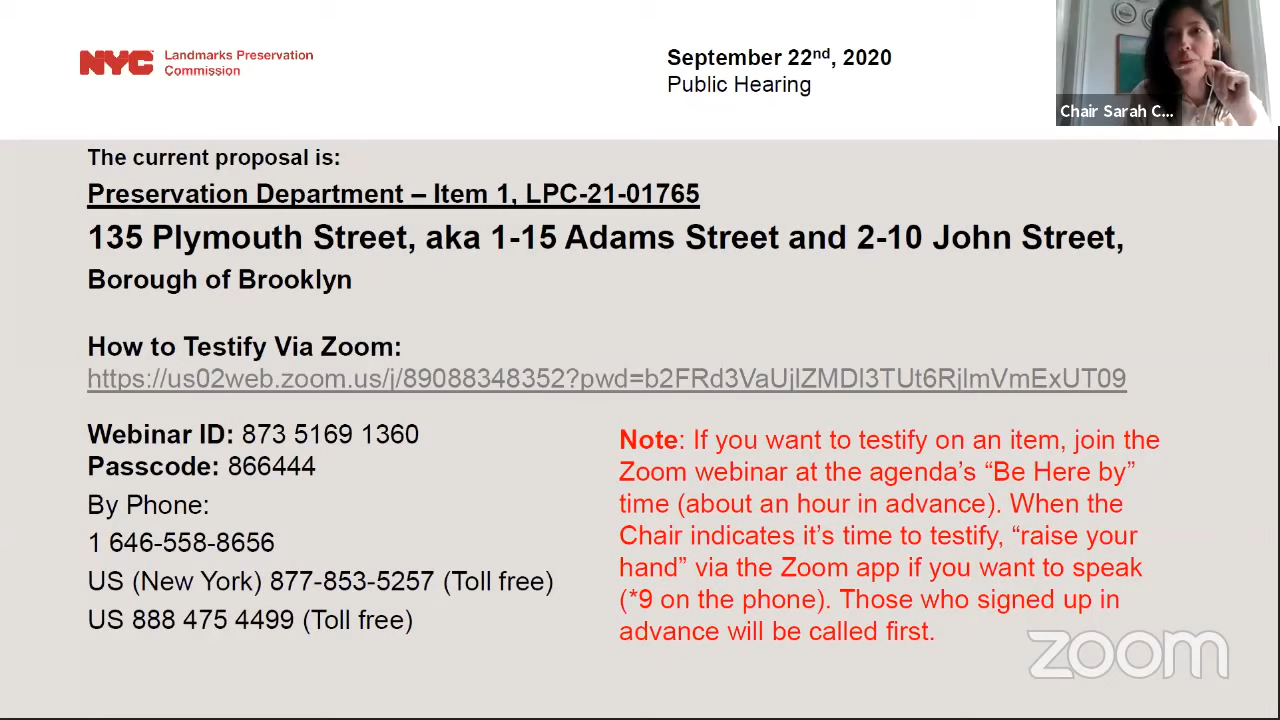 NYC Landmarks Preservation
Commission
September 22nd, 2020
Public Hearing
Chair Sarah C...
The current proposal is:
Preservation Department – Item 1, LPC-21-01765
135 Plymouth Street, aka 1-15 Adams Street and 2-10 John Street,
Borough of Brooklyn
How to Testify Via Zoom:
https://us02web.zoom.us/j/89088348352?pwd=b2FRd3VaUjlZMDl3TUt6RjlmVmExUT09
Webinar ID: 873 5169 1360
Passcode: 866444
By Phone:
1 646-558-8656
US (New York) 877-853-5257 (Toll free)
US 888 475 4499 (Toll free)
Note: If you want to testify on an item, join the
Zoom webinar at the agenda’s “Be Here by”
time (about an hour in advance). When the
Chair indicates it’s time to testify, “raise your
hand” via the Zoom app if you want to speak
(*9 on the phone). Those who signed up in
advance will be called first.
zoom